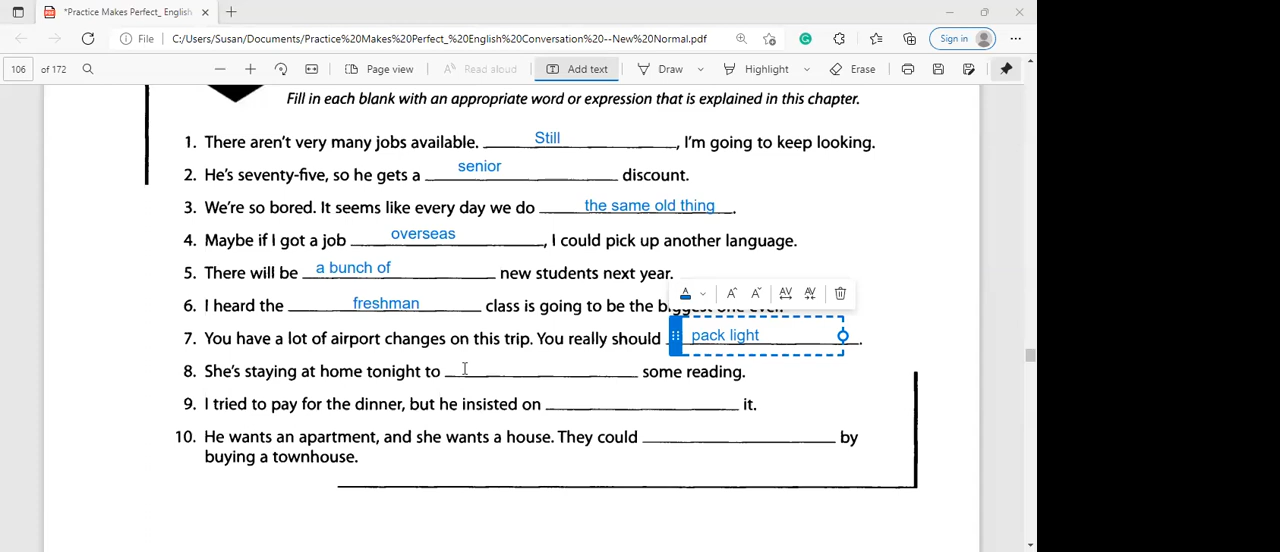 *Practice Makes Perfect_ English
File C:/Users/Susan/Documents/Practice%20Makes%20Perfect_%20English%20Conversation%20--New%20Normal.pdf Sign in
106 of 172 Page view Read aloud Add text Draw Highlight Erase
Fill in each blank with an appropriate word or expression that is explained in this chapter.
1. There aren't very many jobs available. Still, I'm going to keep looking.
2. He's seventy-five, so he gets a senior discount.
3. We're so bored. It seems like every day we do the same old thing.
4. Maybe if I got a job overseas, I could pick up another language.
5. There will be a bunch of new students next year.
6. I heard the freshman class is going to be the biggest one ever.
7. You have a lot of airport changes on this trip. You really should pack light.
8. She's staying at home tonight to ____ some reading.
9. I tried to pay for the dinner, but he insisted on ____ it.
10. He wants an apartment, and she wants a house. They could ____ by
buying a townhouse.